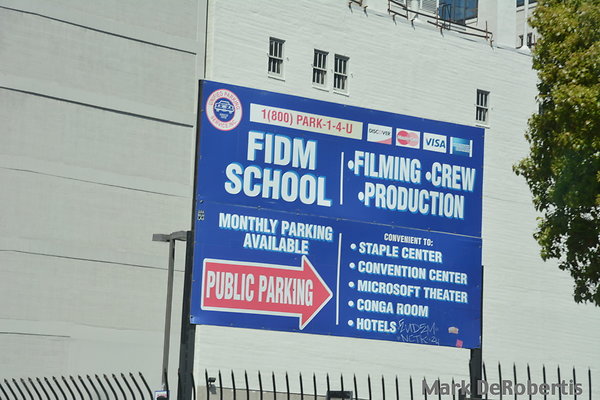 1(800) PARK-1-4-U
DISCOVER
MasterCard
VISA
FIDM
SCHOOL
•FILMING •CREW
•PRODUCTION
MONTHLY PARKING
AVAILABLE
PUBLIC PARKING
CONVENIENT TO:
• STAPLE CENTER
• CONVENTION CENTER
• MICROSOFT THEATER
• CONGA ROOM
• HOTELS
Mark DeRobertis